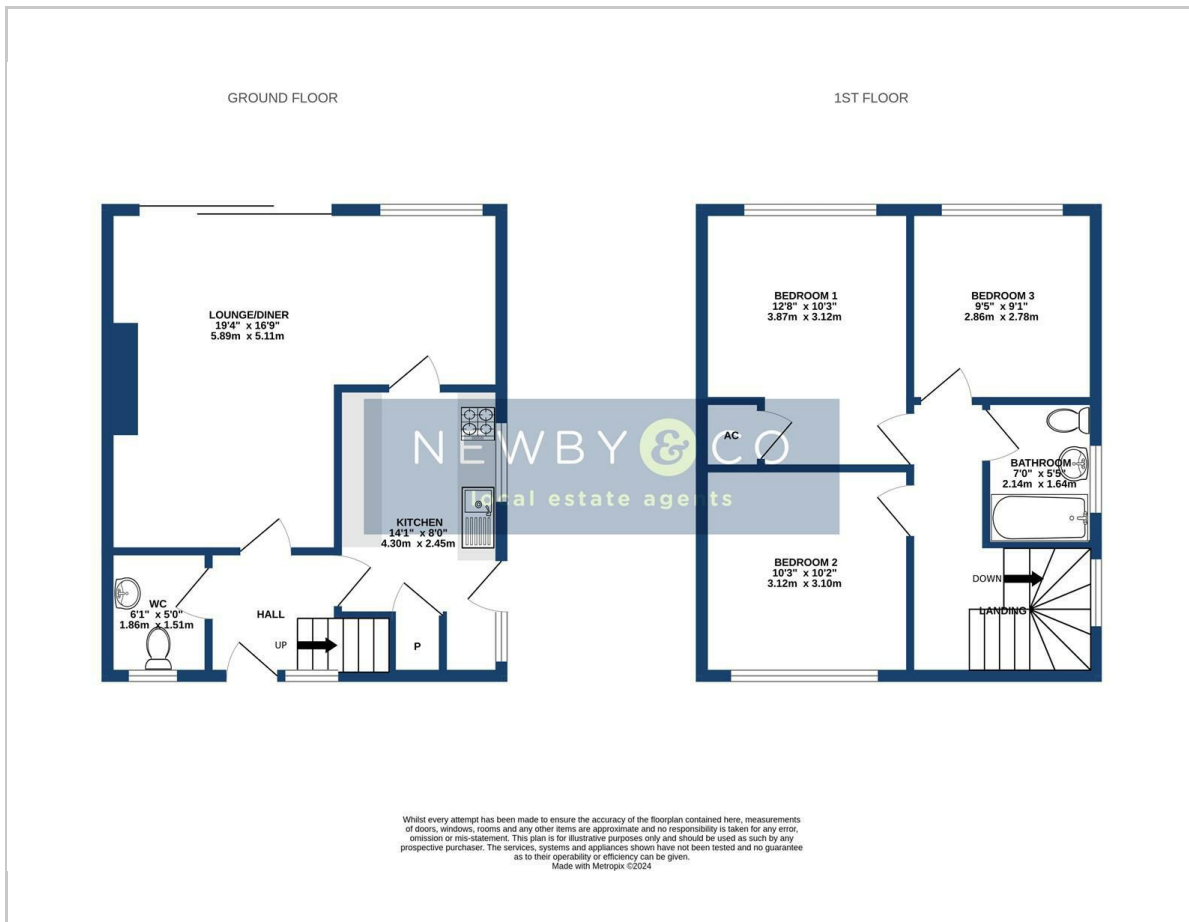 GROUND FLOOR
1ST FLOOR
LOUNGE/DINER
19'4" x 16'9"
5.89m x 5.11m
BEDROOM 1
12'8" x 10'3"
3.87m x 3.12m
BEDROOM 3
9'5" x 9'1"
2.86m x 2.78m
AC
NEWBY & CO
local estate agents
BATHROOM
7'0" x 5'5"
2.14m x 1.64m
KITCHEN
14'1" x 8'0"
4.30m x 2.45m
BEDROOM 2
10'3" x 10'2"
3.12m x 3.10m
DOWN
LANDING
WC
6'1" x 5'0"
1.86m x 1.51m
HALL
UP
P
Whilst every attempt has been made to ensure the accuracy of the floorplan contained here, measurements
of doors, windows, rooms and any other items are approximate and no responsibility is taken for any error,
omission or mis-statement. This plan is for illustrative purposes only and should be used as such by any
prospective purchaser. The services, systems and appliances shown have not been tested and no guarantee
as to their operability or efficiency can be given.
Made with Metropix ©2024